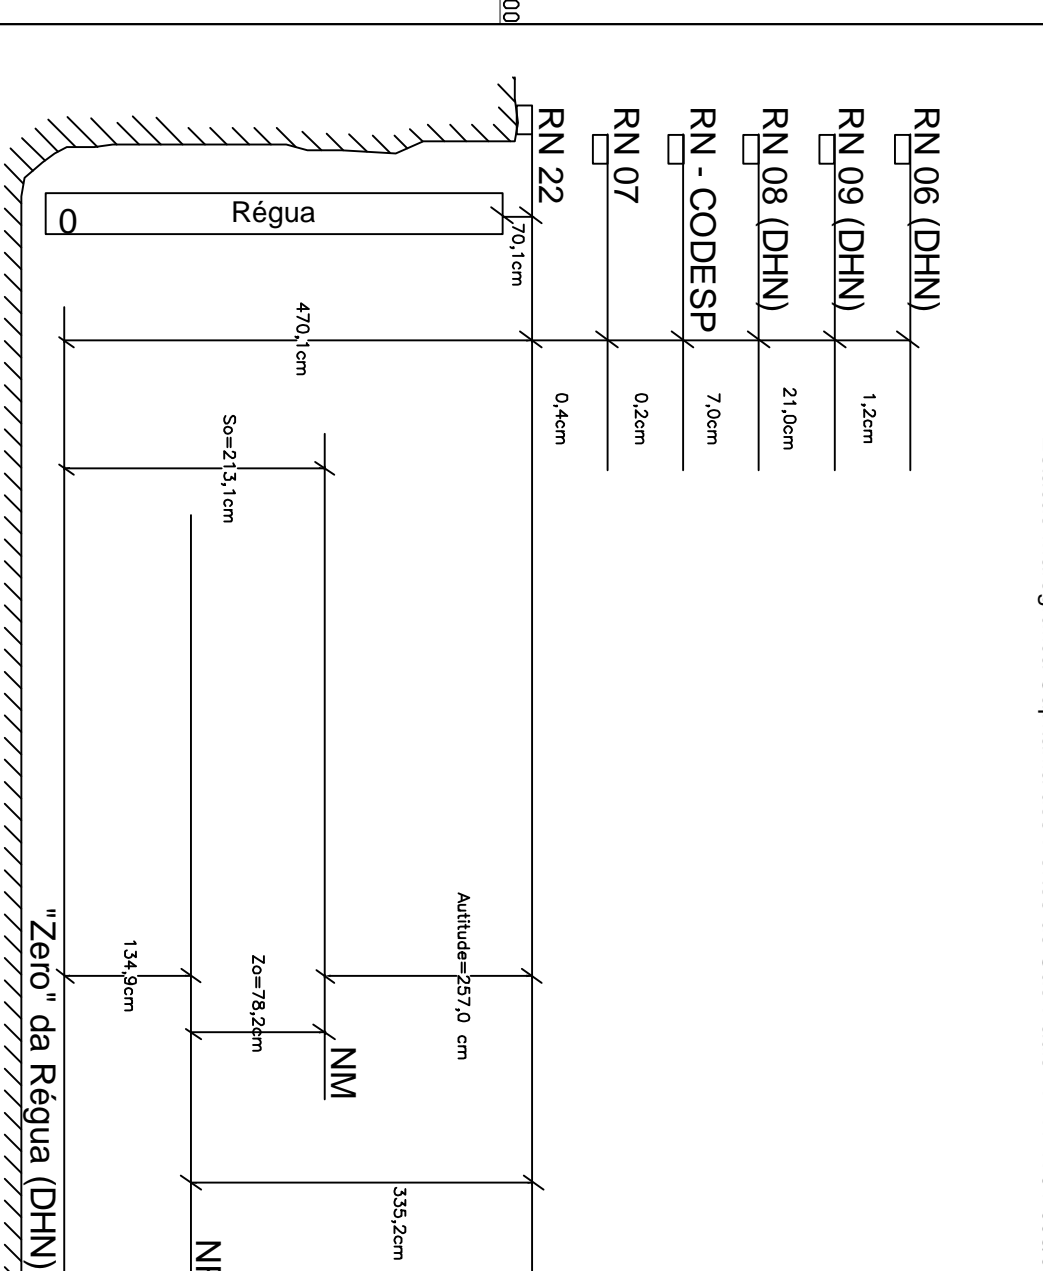 RN 06 (DHN)
RN 09 (DHN)
RN 08 (DHN)
RN - CODESP
RN 07
RN 22
1,2cm
21,0cm
7,0cm
0,2cm
0,4cm
70,1cm
Régua
0
470,1cm
So=213,1cm
Autitude=257,0 cm
Zo=78,2cm
134,9cm
NM
335,2cm
"Zero" da Régua (DHN)